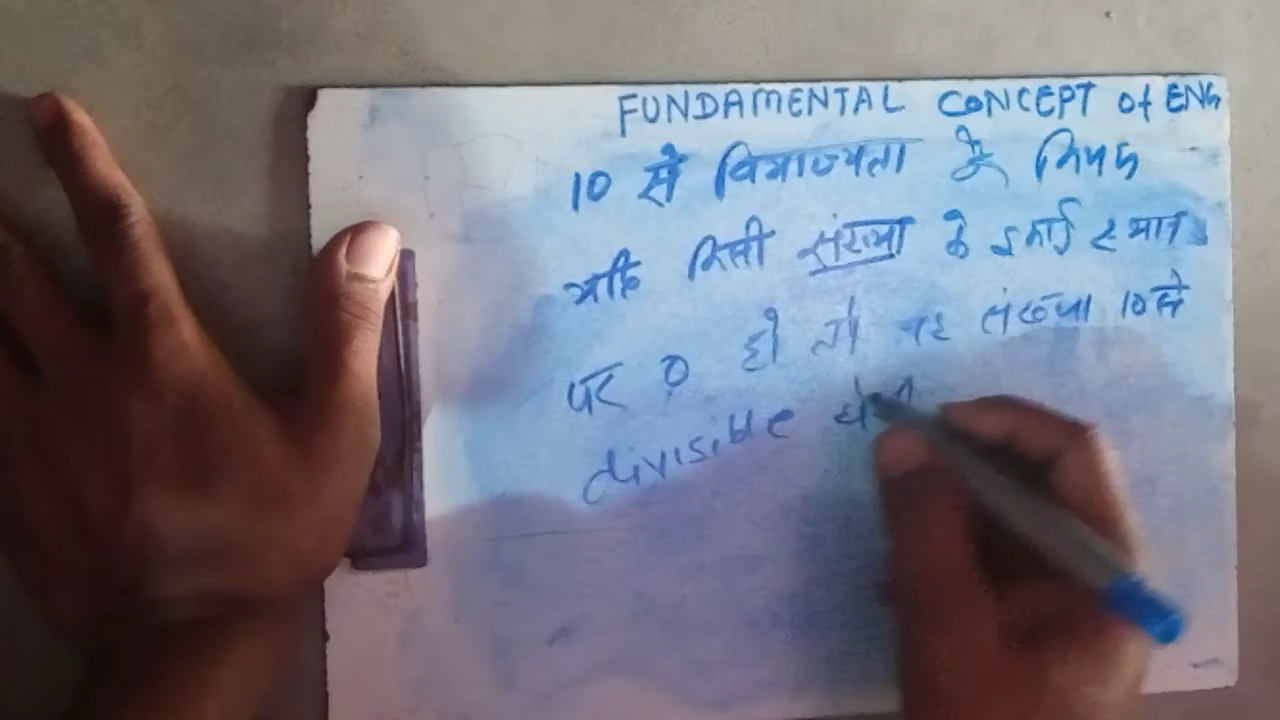 FUNDAMENTAL CONCEPT Of ENG
10 से विभाज्यता के नियम
यदि किसी संख्या के इकाई स्थान
पर 0 हो तो वह संख्या 10 से
divisible होगी